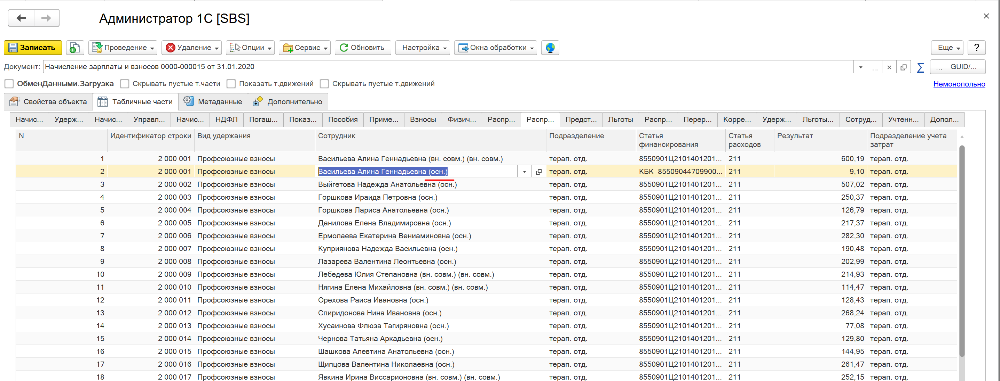 Администратор 1С [SBS]
Записать Проведение Удаление Опции Сервис Обновить Настройка Окна обработки Еще ?
Документ: Начисление зарплаты и взносов 0000-000015 от 31.01.2020 ... ... GUID/...
ОбменДанными.Загрузка Скрывать пустые т.части Показать т.движений Скрывать пустые т.движений Немонопольно
Свойства объекта Табличные части Метаданные Дополнительно
Начис... Удерж... Начис... Управл... Начис... НДФЛ Погаш... Показ... Пособия Приме... Взносы Физич... Распр... Распр... Предст... Льготы Распр... Перер... Корре... Удерж... Льготы... Сотруд... Учтенн... Допол...
N Идентификатор строки Вид удержания Сотрудник Подразделение Статья финансирования Статья расходов Результат Подразделение учета затрат
1 2 000 001 Профсоюзные взносы Васильева Алина Геннадьевна (вн. совм.) (вн. совм.) терап. отд. 8550901Ц2101401201... 211 600,19 терап. отд.
2 2 000 001 Профсоюзные взносы Васильева Алина Геннадьевна (осн.) терап. отд. КБК 85509044709900... 211 9,10 терап. отд.
3 2 000 002 Профсоюзные взносы Выйгетова Надежда Анатольевна (осн.) терап. отд. 8550901Ц2101401201... 211 507,02 терап. отд.
4 2 000 003 Профсоюзные взносы Горшкова Ираида Петровна (осн.) терап. отд. 8550901Ц2101401201... 211 250,37 терап. отд.
5 2 000 004 Профсоюзные взносы Горшкова Лариса Анатольевна (осн.) терап. отд. 8550901Ц2101401201... 211 126,79 терап. отд.
6 2 000 005 Профсоюзные взносы Данилова Елена Владимировна (осн.) терап. отд. 8550901Ц2101401201... 211 217,37 терап. отд.
7 2 000 006 Профсоюзные взносы Ермолаева Екатерина Вениаминовна (осн.) терап. отд. 8550901Ц2101401201... 211 282,30 терап. отд.
8 2 000 007 Профсоюзные взносы Куприянова Надежда Васильевна (осн.) терап. отд. 8550901Ц2101401201... 211 190,48 терап. отд.
9 2 000 008 Профсоюзные взносы Лазарева Валентина Леонтьевна (осн.) терап. отд. 8550901Ц2101401201... 211 202,99 терап. отд.
10 2 000 009 Профсоюзные взносы Лебедева Юлия Степановна (вн. совм.) (вн. совм.) терап. отд. 8550901Ц2101401201... 211 214,93 терап. отд.
11 2 000 010 Профсоюзные взносы Нягина Елена Михайловна (вн. совм.) (вн. совм.) терап. отд. 8550901Ц2101401201... 211 114,47 терап. отд.
12 2 000 011 Профсоюзные взносы Орехова Раиса Ивановна (осн.) терап. отд. 8550901Ц2101401201... 211 128,43 терап. отд.
13 2 000 012 Профсоюзные взносы Спиридонова Нина Ивановна (осн.) терап. отд. 8550901Ц2101401201... 211 268,24 терап. отд.
14 2 000 013 Профсоюзные взносы Хусаинова Флюза Тагиряновна (осн.) терап. отд. 8550901Ц2101401201... 211 77,08 терап. отд.
15 2 000 014 Профсоюзные взносы Чернова Татьяна Аркадьевна (осн.) терап. отд. 8550901Ц2101401201... 211 129,80 терап. отд.
16 2 000 015 Профсоюзные взносы Шашкова Алевтина Анатольевна (осн.) терап. отд. 8550901Ц2101401201... 211 144,95 терап. отд.
17 2 000 016 Профсоюзные взносы Щипцова Валентина Николаевна (осн.) терап. отд. 8550901Ц2101401201... 211 261,47 терап. отд.
18 2 000 017 Профсоюзные взносы Явкина Ирина Виссарионовна (вн. совм.) (вн. совм.) терап. отд. 8550901Ц2101401201... 211 252,15 терап. отд.